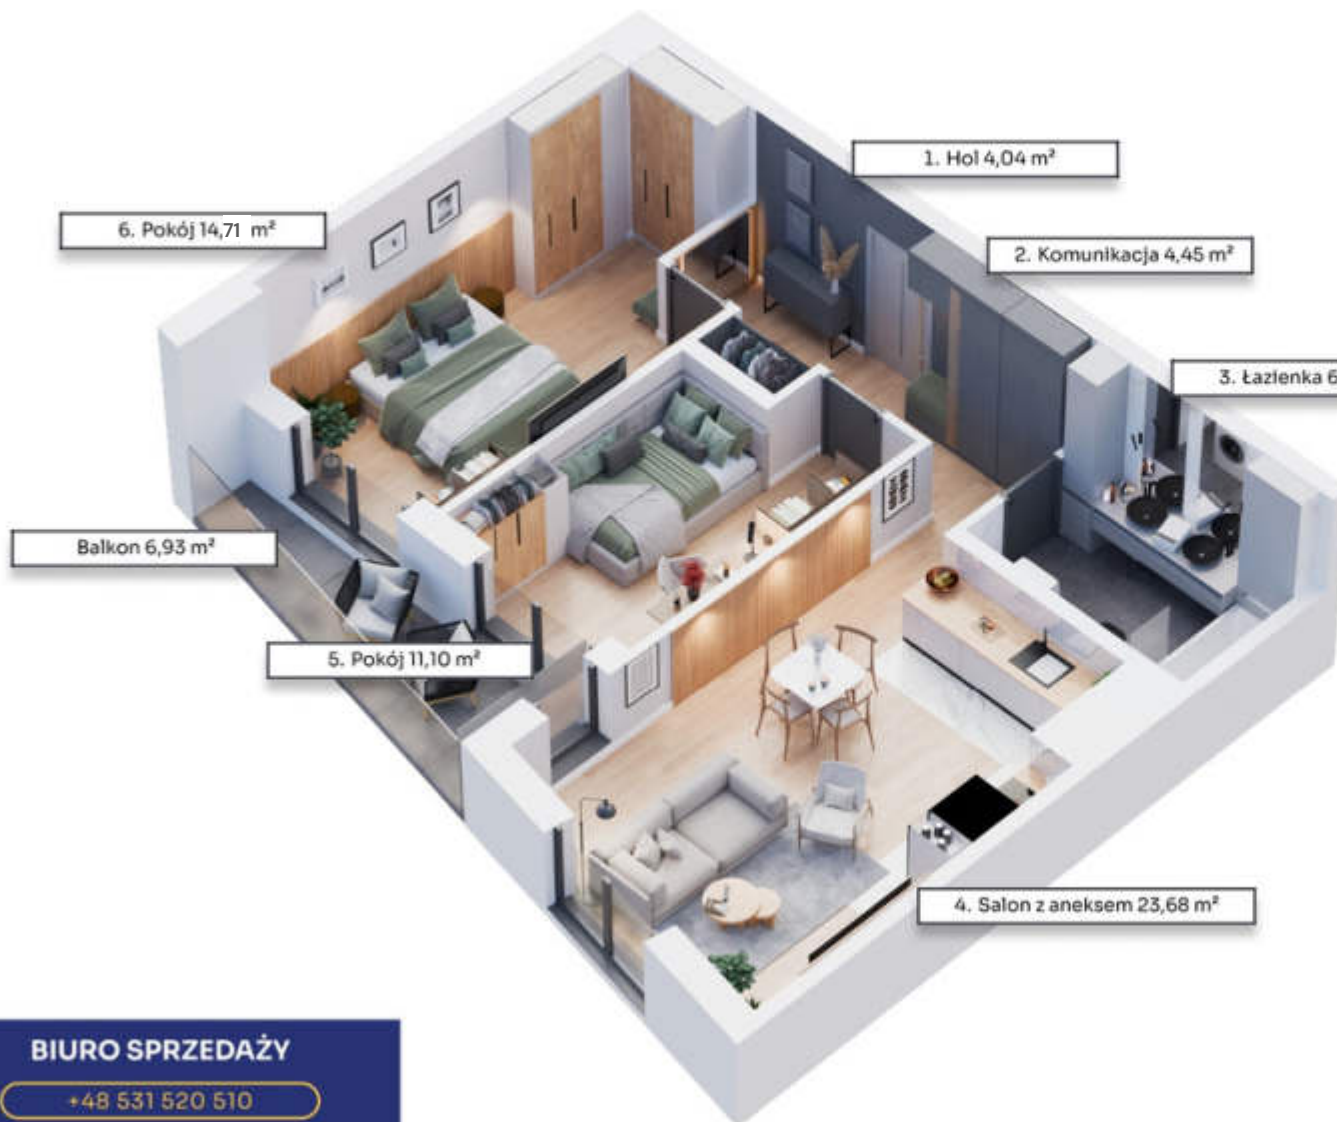 1. Hol 4,04 m²
6. Pokój 14,71 m²
2. Komunikacja 4,45 m²
3. Łazienka 6
Balkon 6,93 m²
5. Pokój 11,10 m²
4. Salon z aneksem 23,68 m²
BIURO SPRZEDAŻY
+48 531 520 510